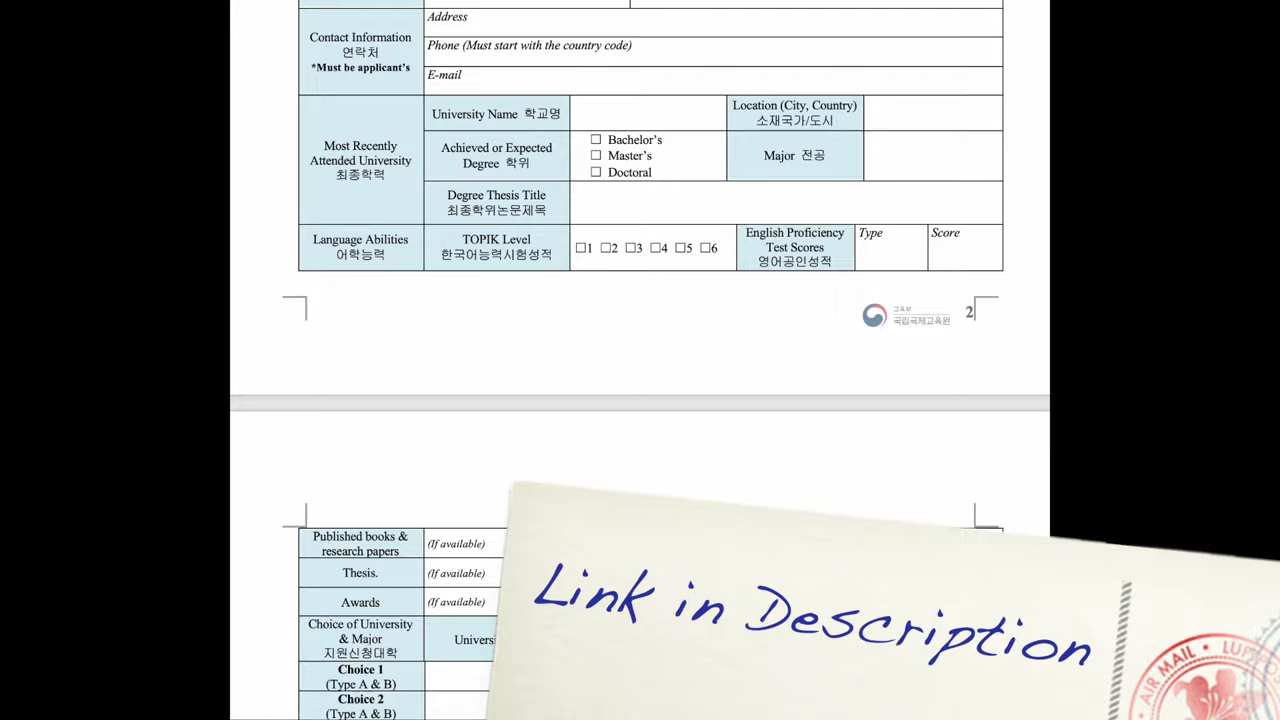 Address
Contact Information
연락처
*Must be applicant's
Phone (Must start with the country code)
E-mail
Most Recently
Attended University
최종학력
University Name 학교명
Location (City, Country)
소재국가/도시
Achieved or Expected
Degree 학위
☐ Bachelor's
☐ Master's
☐ Doctoral
Major 전공
Degree Thesis Title
최종학위논문제목
Language Abilities
어학능력
TOPIK Level
한국어능력시험성적
☐1 ☐2 ☐3 ☐4 ☐5 ☐6
English Proficiency
Test Scores
영어공인성적
Type
Score
교육부
국립국제교육원
2
Published books &
research papers
(If available)
Thesis.
(If available)
Awards
(If available)
Choice of University
& Major
지원신청대학
Choice 1
(Type A & B)
Choice 2
(Type A & B)
Link in Description
AIR MAIL